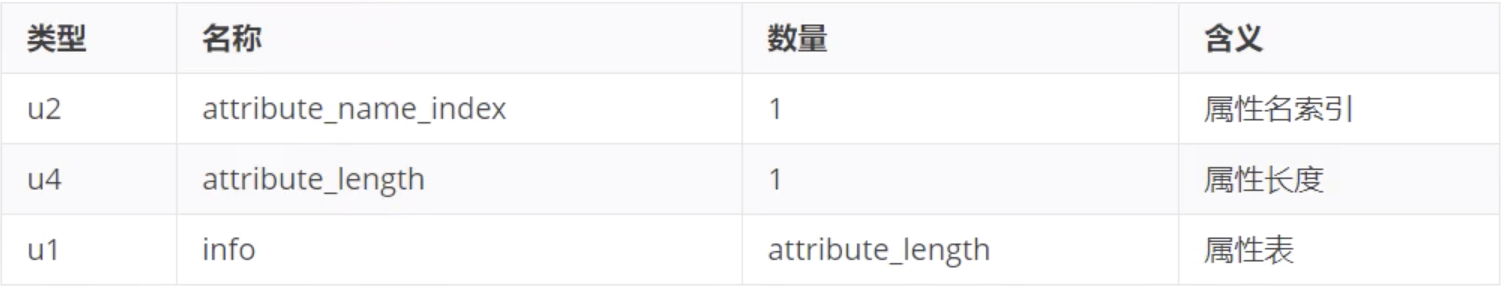 类型 名称 数量 含义
u2 attribute_name_index 1 属性名索引
u4 attribute_length 1 属性长度
u1 info attribute_length 属性表